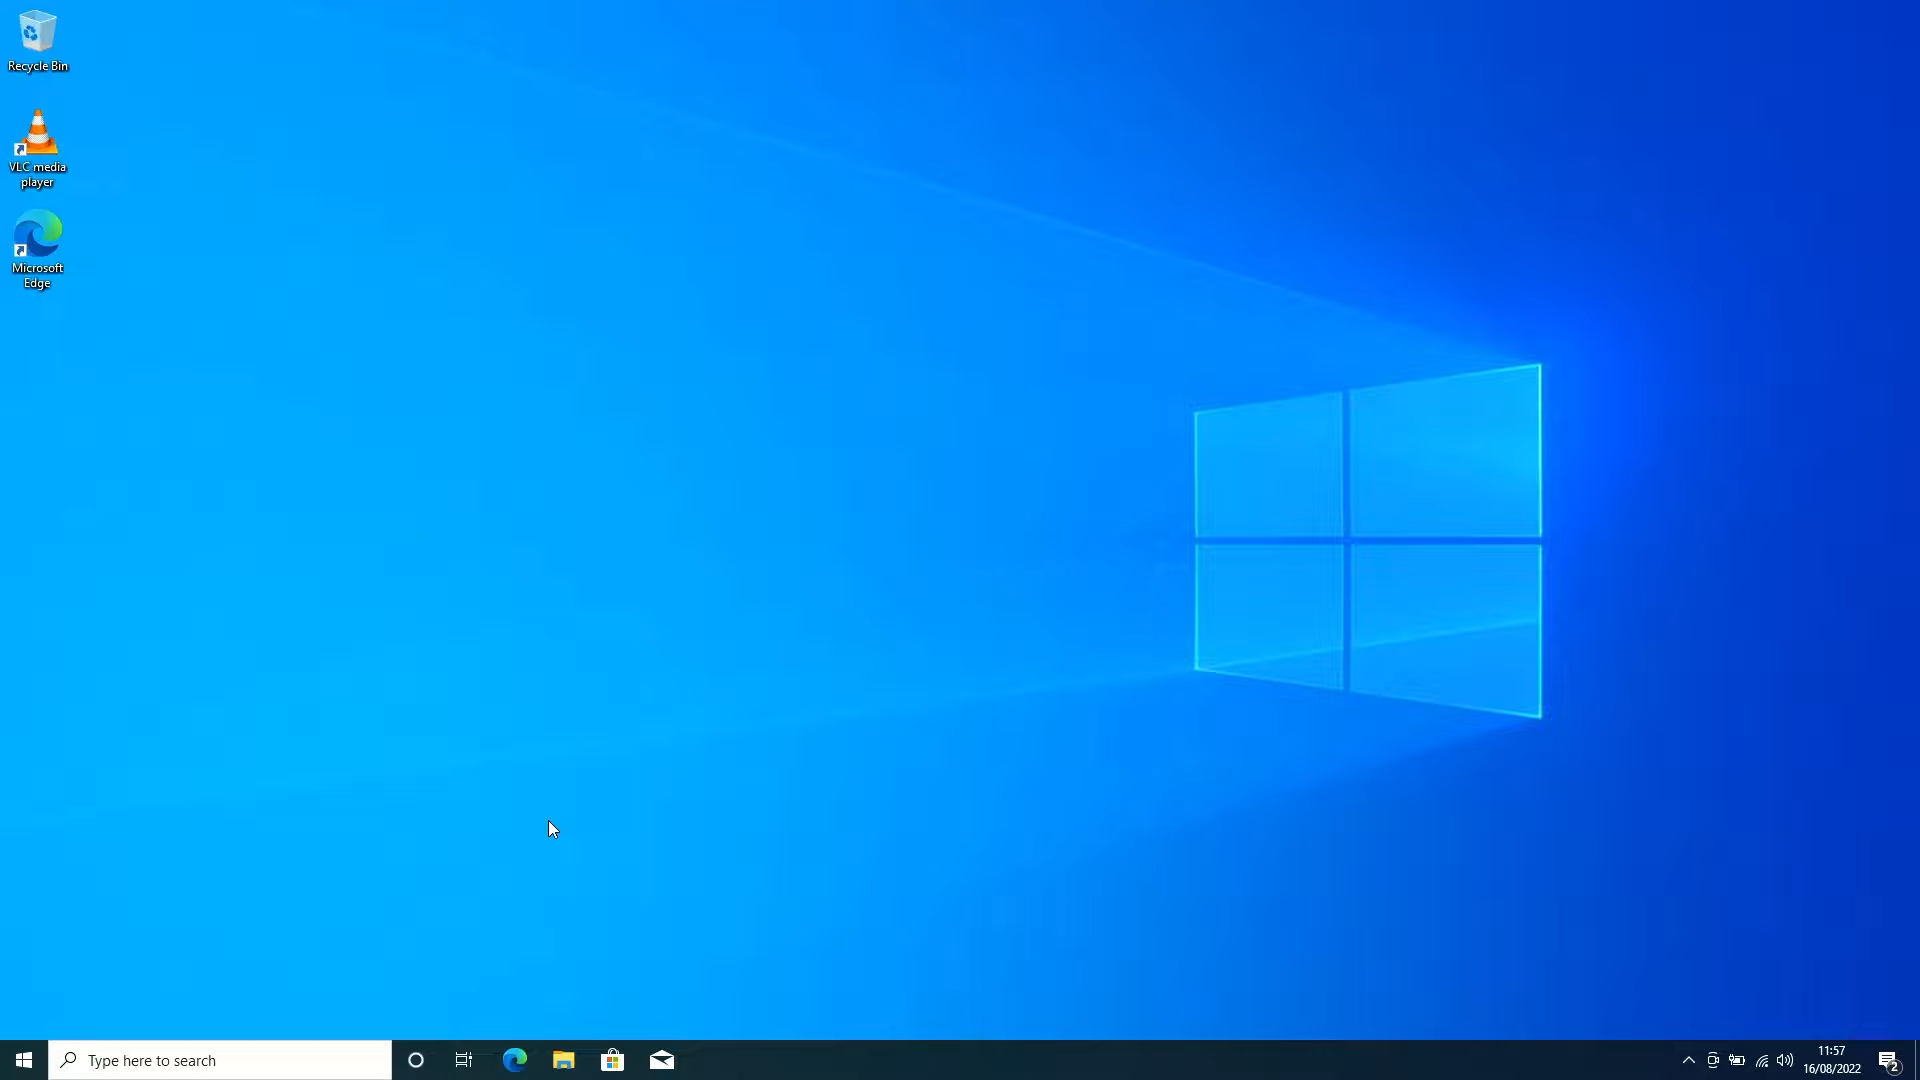 Recycle Bin
VLC media
player
Microsoft
Edge
Type here to search
11:57
16/08/2022
2